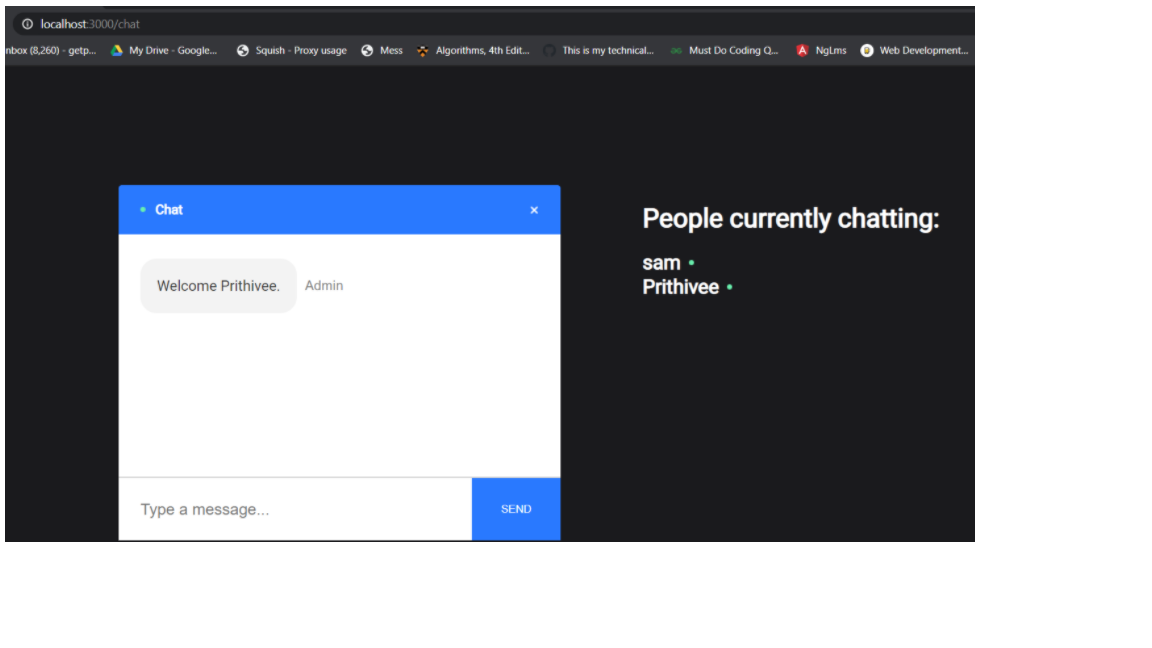 localhost:3000/chat
nbox (8,260) - getp... My Drive - Google... Squish - Proxy usage Mess Algorithms, 4th Edit... This is my technical... Must Do Coding Q... NgLms Web Development...
Chat ×
People currently chatting:
Welcome Prithivee. Admin
sam
Prithivee
Type a message... SEND